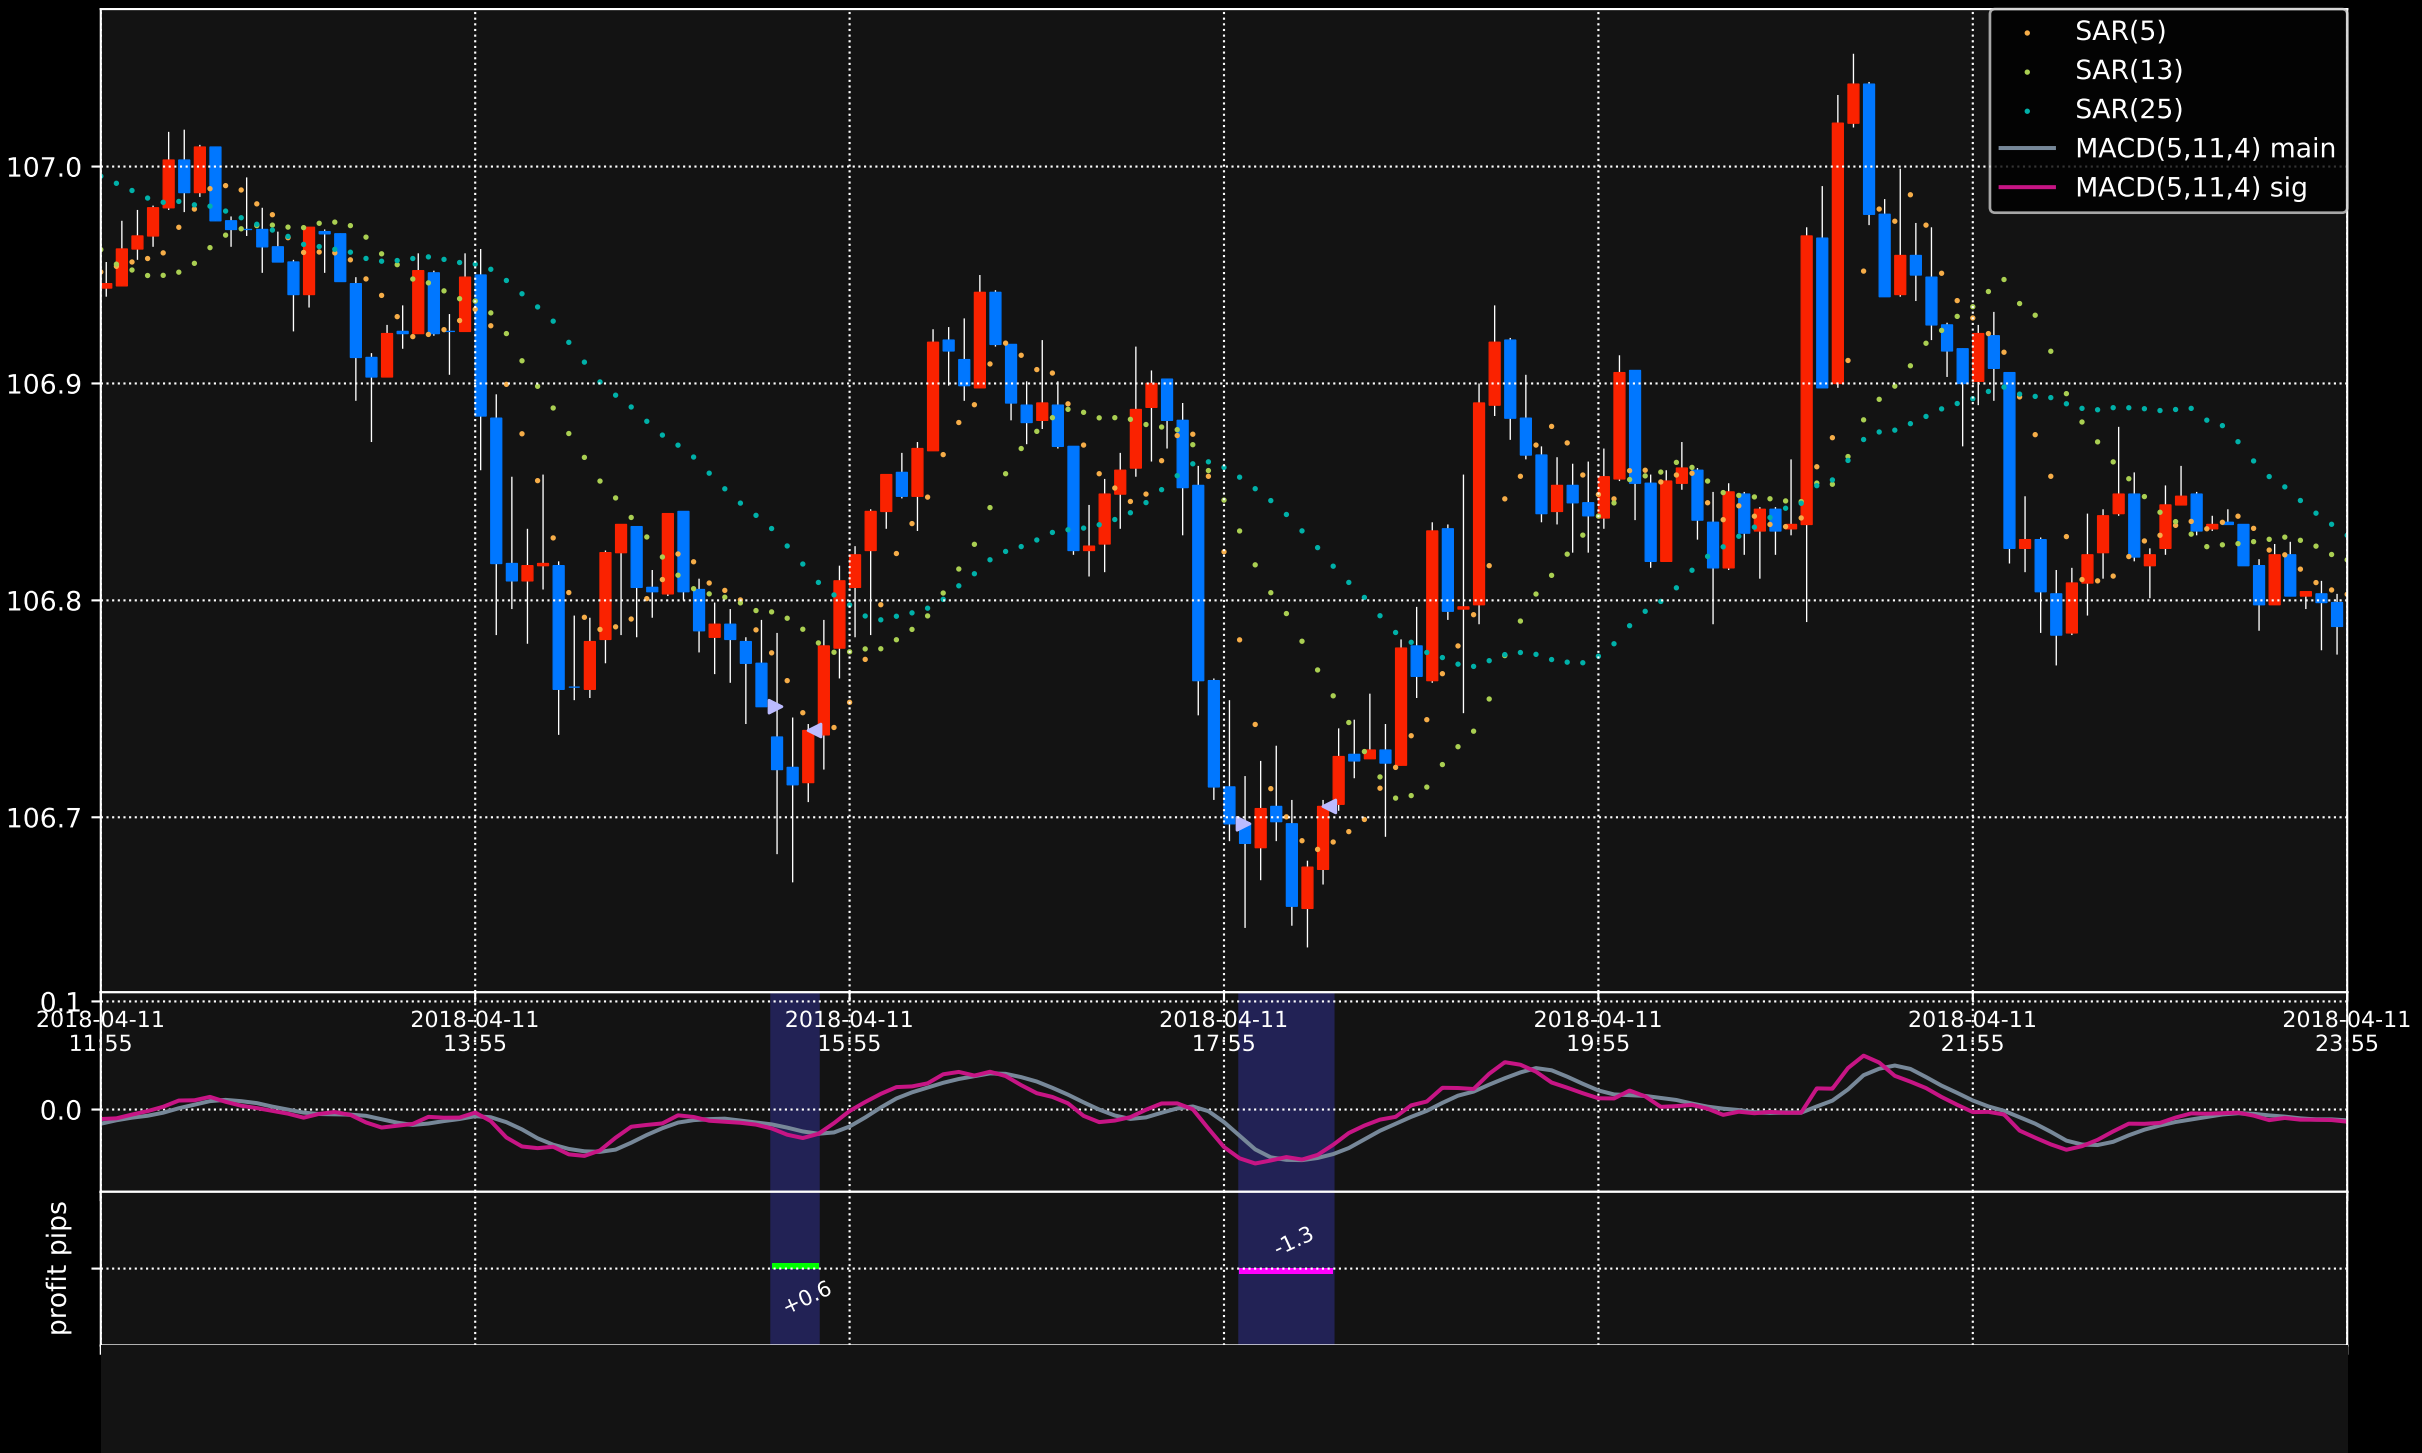 SAR(5)
SAR(13)
SAR(25)
MACD(5,11,4) main
MACD(5,11,4) sig
107.0
106.9
106.8
106.7
0.1
2018-04-11 2018-04-11 2018-04-11 2018-04-11 2018-04-11 2018-04-11 2018-04-11
11:55 13:55 15:55 17:55 19:55 21:55 23:55
0.0
profit pips
-1.3
+0.6